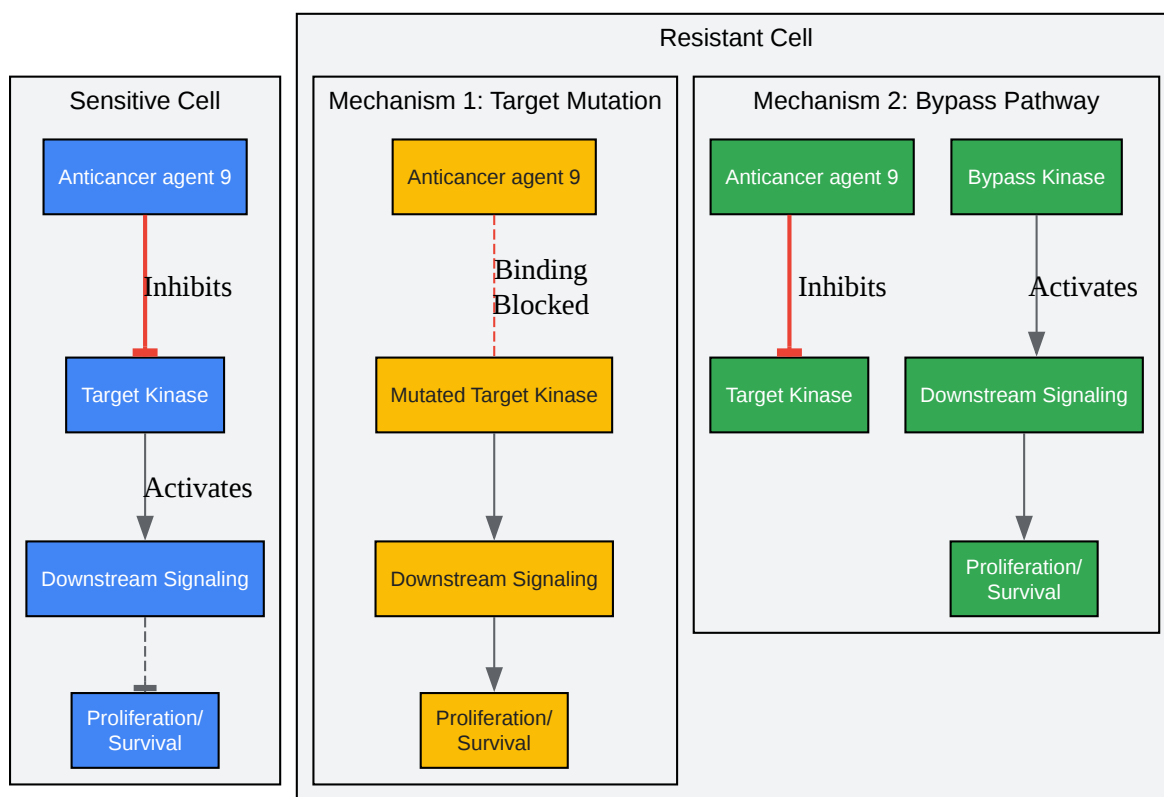 Resistant Cell
Sensitive Cell
Anticancer agent 9
Inhibits
Target Kinase
Activates
Downstream Signaling
Proliferation/
Survival
Mechanism 1: Target Mutation
Anticancer agent 9
Binding
Blocked
Mutated Target Kinase
Downstream Signaling
Proliferation/
Survival
Mechanism 2: Bypass Pathway
Anticancer agent 9
Inhibits
Target Kinase
Bypass Kinase
Activates
Downstream Signaling
Proliferation/
Survival